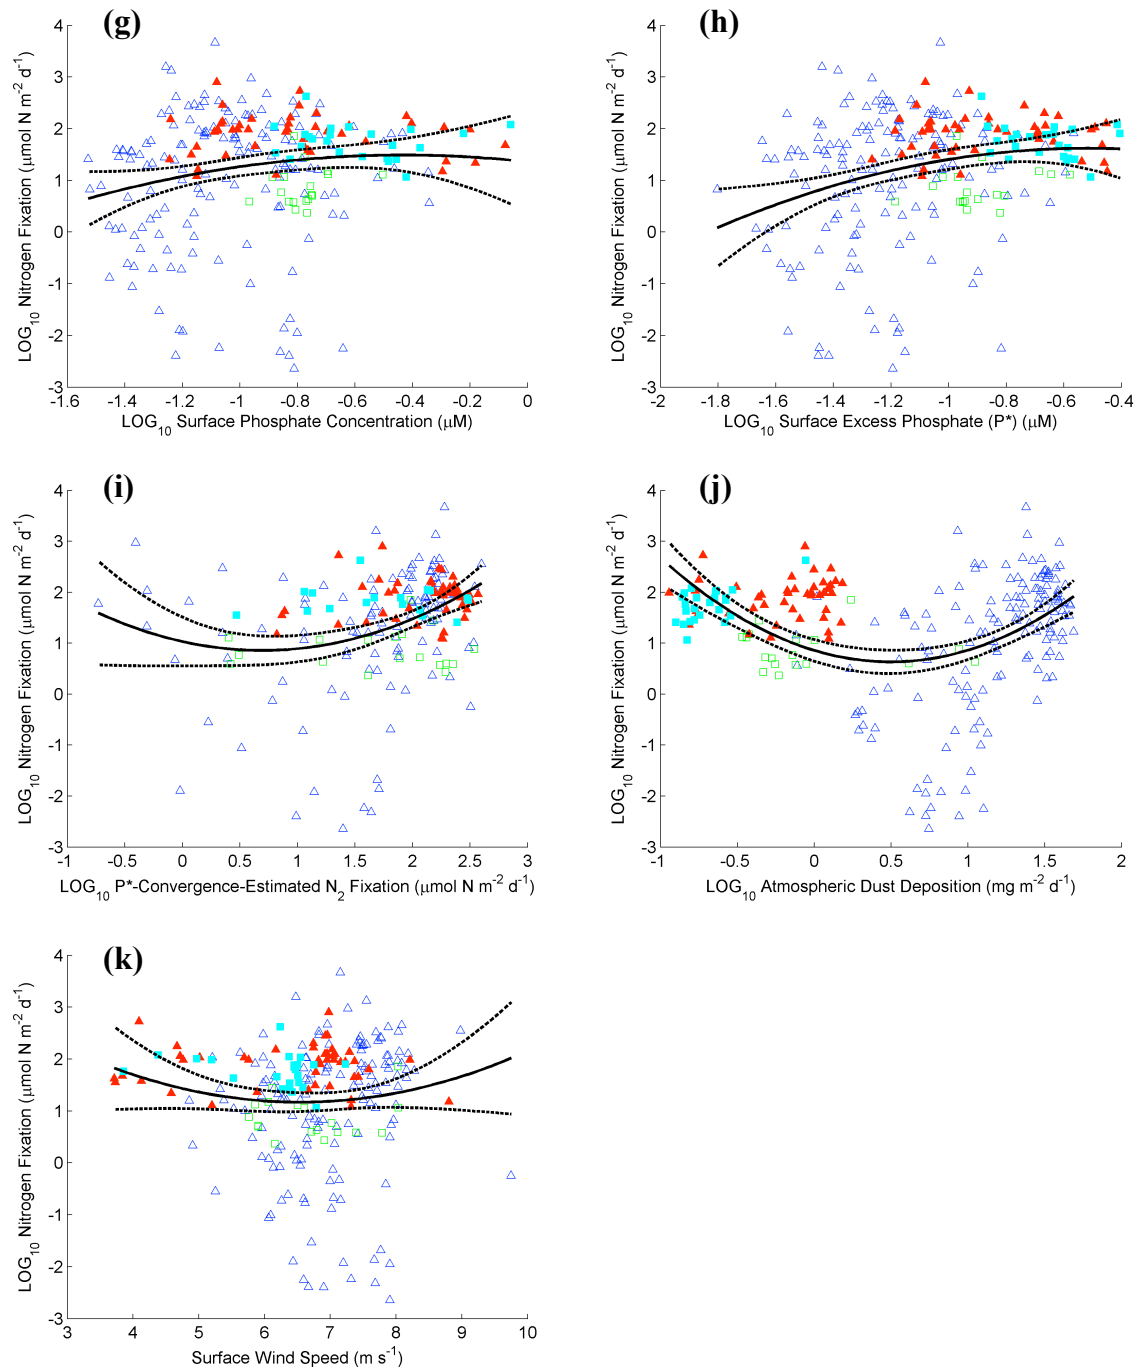 (g)
LOG10 Nitrogen Fixation (μmol N m-2 d-1)
4
3
2
1
0
-1
-2
-3
-1.6 -1.4 -1.2 -1 -0.8 -0.6 -0.4 -0.2 0
LOG10 Surface Phosphate Concentration (μM)
(h)
LOG10 Nitrogen Fixation (μmol N m-2 d-1)
4
3
2
1
0
-1
-2
-3
-2 -1.8 -1.6 -1.4 -1.2 -1 -0.8 -0.6 -0.4
LOG10 Surface Excess Phosphate (P*) (μM)
(i)
LOG10 Nitrogen Fixation (μmol N m-2 d-1)
4
3
2
1
0
-1
-2
-3
-1 -0.5 0 0.5 1 1.5 2 2.5 3
LOG10 P*-Convergence-Estimated N2 Fixation (μmol N m-2 d-1)
(j)
LOG10 Nitrogen Fixation (μmol N m-2 d-1)
4
3
2
1
0
-1
-2
-3
-1 -0.5 0 0.5 1 1.5 2
LOG10 Atmospheric Dust Deposition (mg m-2 d-1)
(k)
LOG10 Nitrogen Fixation (μmol N m-2 d-1)
4
3
2
1
0
-1
-2
-3
3 4 5 6 7 8 9 10
Surface Wind Speed (m s-1)